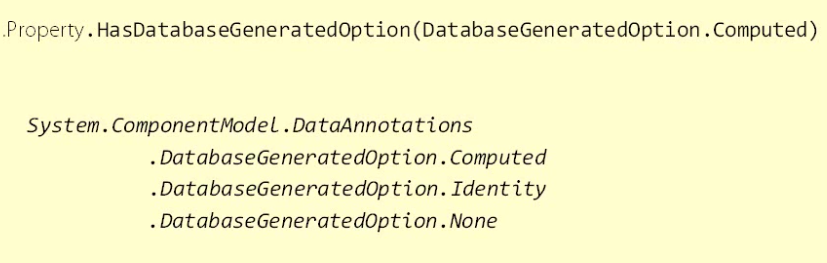 .Property.HasDatabaseGeneratedOption(DatabaseGeneratedOption.Computed)
System.ComponentModel.DataAnnotations
.DatabaseGeneratedOption.Computed
.DatabaseGeneratedOption.Identity
.DatabaseGeneratedOption.None